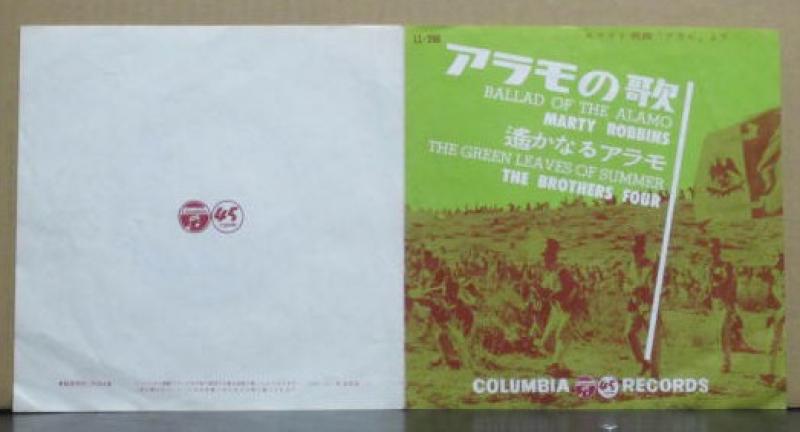 LL-298
アラモの歌
BALLAD OF THE ALAMO
MARTY ROBBINS
遙かなるアラモ
THE GREEN LEAVES OF SUMMER
THE BROTHERS FOUR
COLUMBIA
45
RECORDS
45